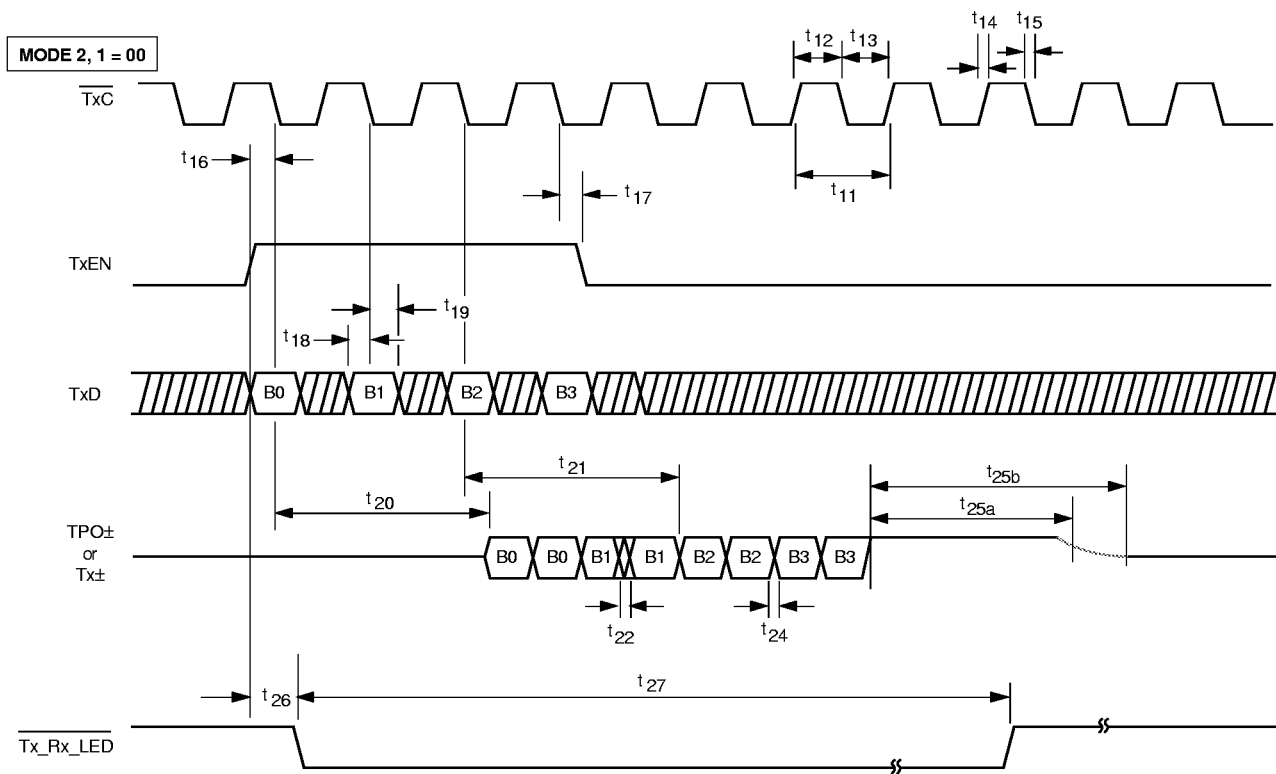 MODE 2, 1 = 00
t12 t13 t14 t15
TxC
t16
t11
t17
TxEN
t19
t18
TxD B0 B1 B2 B3
t21
t20
t25b
t25a
TPO±
or
Tx±
B0 B0 B1 B1 B2 B2 B3 B3
t22 t24
t26 t27
Tx_Rx_LED